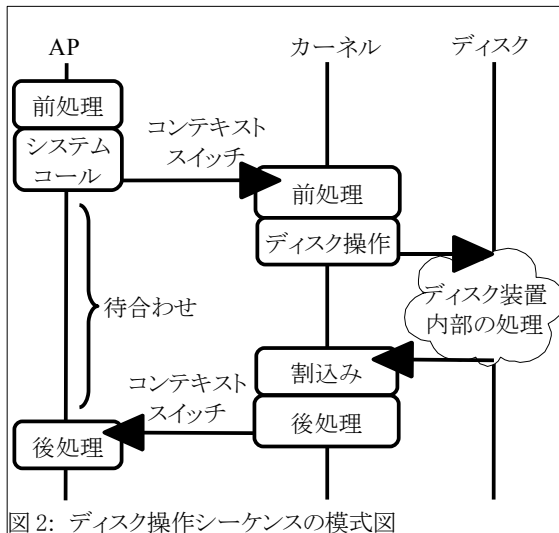 AP
カーネル
ディスク
前処理
システム
コール
コンテキスト
スイッチ
前処理
ディスク操作
ディスク装置
内部の処理
待合わせ
割込み
コンテキスト
スイッチ
後処理
後処理
図 2: ディスク操作シーケンスの模式図